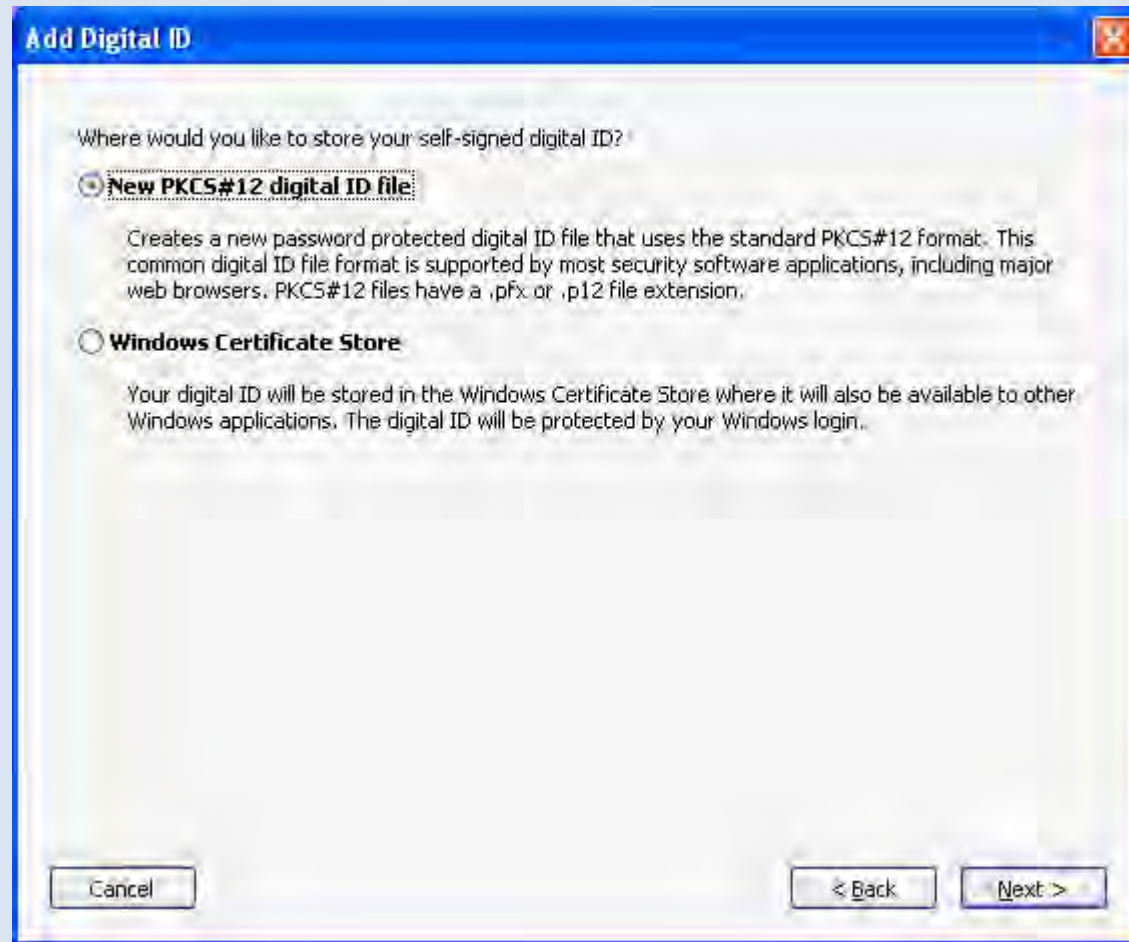 Add Digital ID
Where would you like to store your self-signed digital ID?
New PKCS#12 digital ID file
Creates a new password protected digital ID file that uses the standard PKCS#12 format. This
common digital ID file format is supported by most security software applications, including major
web browsers. PKCS#12 files have a .pfx or .p12 file extension.
Windows Certificate Store
Your digital ID will be stored in the Windows Certificate Store where it will also be available to other
Windows applications. The digital ID will be protected by your Windows login.
Cancel < Back Next >